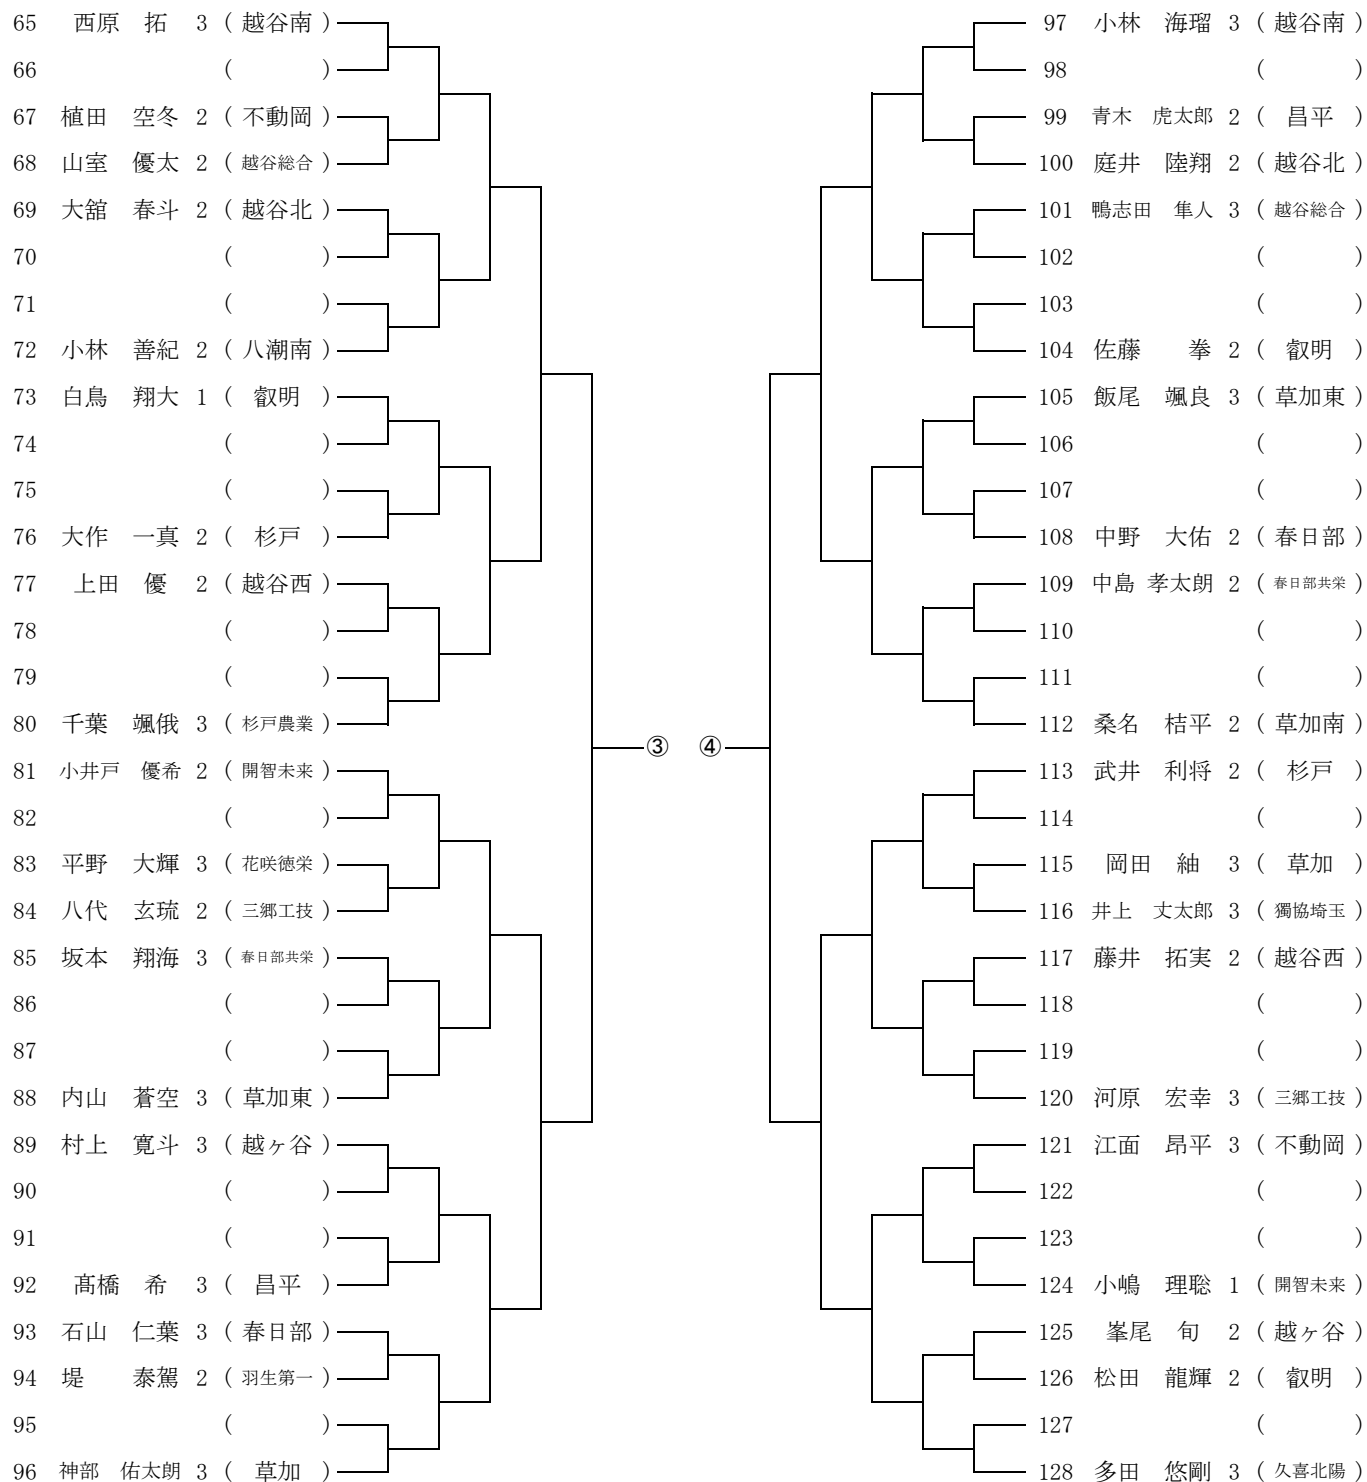 65 西原 拓 3 ( 越谷南 )
66 ( )
67 植田 空冬 2 ( 不動岡 )
68 山室 優太 2 ( 越谷総合 )
69 大舘 春斗 2 ( 越谷北 )
70 ( )
71 ( )
72 小林 善紀 2 ( 八潮南 )
73 白鳥 翔大 1 ( 叡明 )
74 ( )
75 ( )
76 大作 一真 2 ( 杉戸 )
77 上田 優 2 ( 越谷西 )
78 ( )
79 ( )
80 千葉 颯俄 3 ( 杉戸農業 )
81 小井戸 優希 2 ( 開智未来 )
82 ( )
83 平野 大輝 3 ( 花咲徳栄 )
84 八代 玄琉 2 ( 三郷工技 )
85 坂本 翔海 3 ( 春日部共栄 )
86 ( )
87 ( )
88 内山 蒼空 3 ( 草加東 )
89 村上 寛斗 3 ( 越ヶ谷 )
90 ( )
91 ( )
92 髙橋 希 3 ( 昌平 )
93 石山 仁葉 3 ( 春日部 )
94 堤 泰駕 2 ( 羽生第一 )
95 ( )
96 神部 佑太朗 3 ( 草加 )
③ ④
97 小林 海瑠 3 ( 越谷南 )
98 ( )
99 青木 虎太郎 2 ( 昌平 )
100 庭井 陸翔 2 ( 越谷北 )
101 鴨志田 隼人 3 ( 越谷総合 )
102 ( )
103 ( )
104 佐藤 拳 2 ( 叡明 )
105 飯尾 颯良 3 ( 草加東 )
106 ( )
107 ( )
108 中野 大佑 2 ( 春日部 )
109 中島 孝太朗 2 ( 春日部共栄 )
110 ( )
111 ( )
112 桑名 桔平 2 ( 草加南 )
113 武井 利将 2 ( 杉戸 )
114 ( )
115 岡田 紬 3 ( 草加 )
116 井上 丈太郎 3 ( 獨協埼玉 )
117 藤井 拓実 2 ( 越谷西 )
118 ( )
119 ( )
120 河原 宏幸 3 ( 三郷工技 )
121 江面 昂平 3 ( 不動岡 )
122 ( )
123 ( )
124 小嶋 理聡 1 ( 開智未来 )
125 峯尾 旬 2 ( 越ヶ谷 )
126 松田 龍輝 2 ( 叡明 )
127 ( )
128 多田 悠剛 3 ( 久喜北陽 )